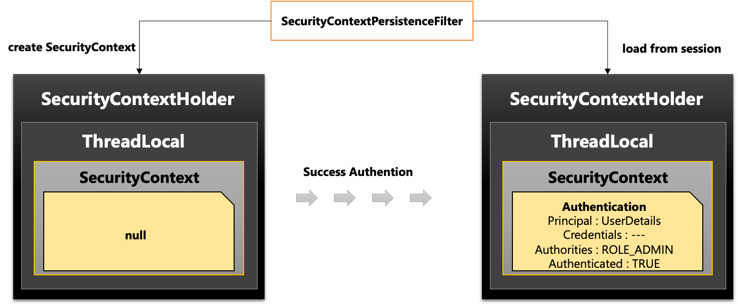 SecurityContextPersistenceFilter
create SecurityContext
load from session
SecurityContextHolder
ThreadLocal
SecurityContext
null
Success Authention
SecurityContextHolder
ThreadLocal
SecurityContext
Authentication
Principal : UserDetails
Credentials : ---
Authorities : ROLE_ADMIN
Authenticated : TRUE